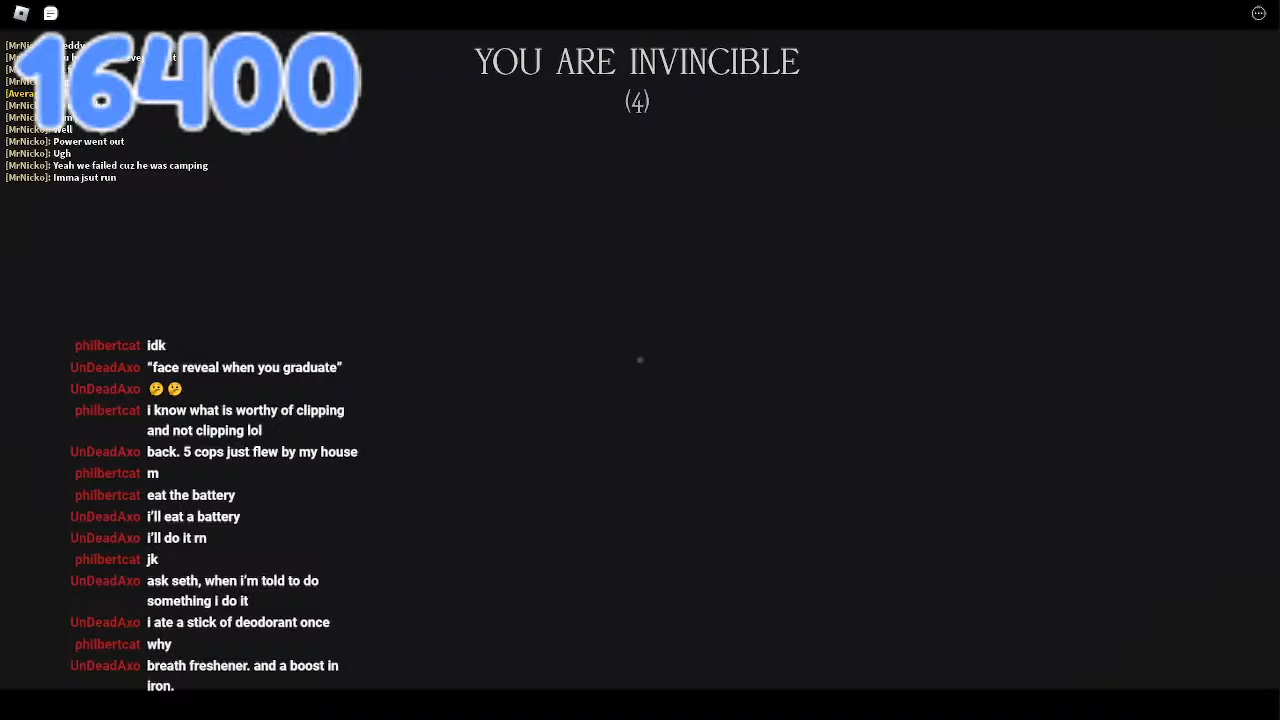 YOU ARE INVINCIBLE
(4)
16400
[MrNicko]: Power went out
[MrNicko]: Ugh
[MrNicko]: Yeah we failed cuz he was camping
[MrNicko]: Imma jsut run
philbertcat idk
UnDeadAxo “face reveal when you graduate”
UnDeadAxo 🤔 🤔
philbertcat i know what is worthy of clipping
and not clipping lol
UnDeadAxo back. 5 cops just flew by my house
philbertcat m
philbertcat eat the battery
UnDeadAxo i’ll eat a battery
UnDeadAxo i’ll do it rn
philbertcat jk
UnDeadAxo ask seth, when i’m told to do
something i do it
UnDeadAxo i ate a stick of deodorant once
philbertcat why
UnDeadAxo breath freshener. and a boost in
iron.